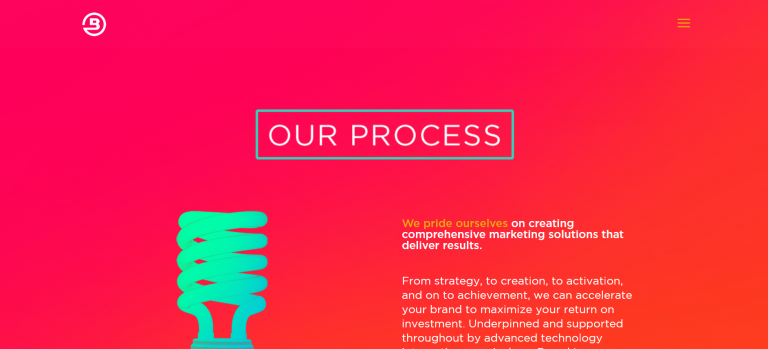 B
OUR PROCESS
We pride ourselves on creating
comprehensive marketing solutions that
deliver results.
From strategy, to creation, to activation,
and on to achievement, we can accelerate
your brand to maximize your return on
investment. Underpinned and supported
throughout by advanced technology